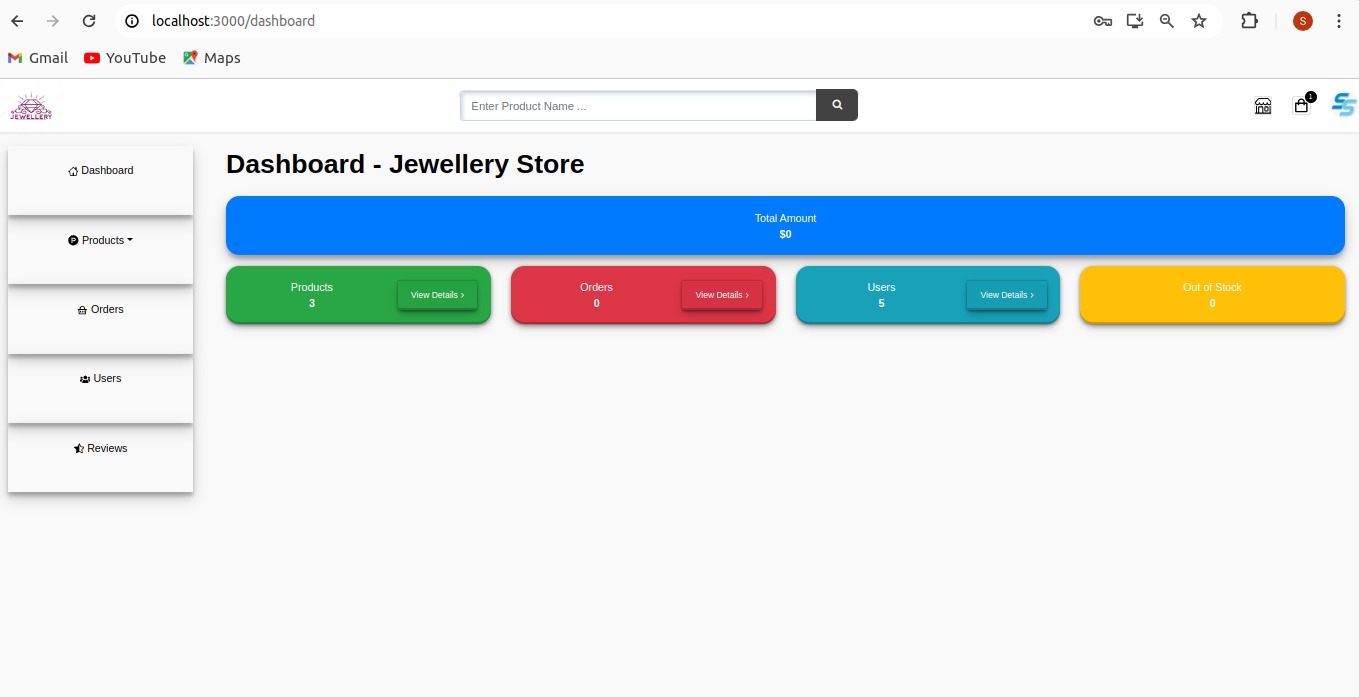 localhost:3000/dashboard
S
Gmail YouTube Maps
JEWELLERY
Enter Product Name ...
1
SS
Dashboard
Products
Orders
Users
Reviews
Dashboard - Jewellery Store
Total Amount
$0
Products
3
View Details ›
Orders
0
View Details ›
Users
5
View Details ›
Out of Stock
0